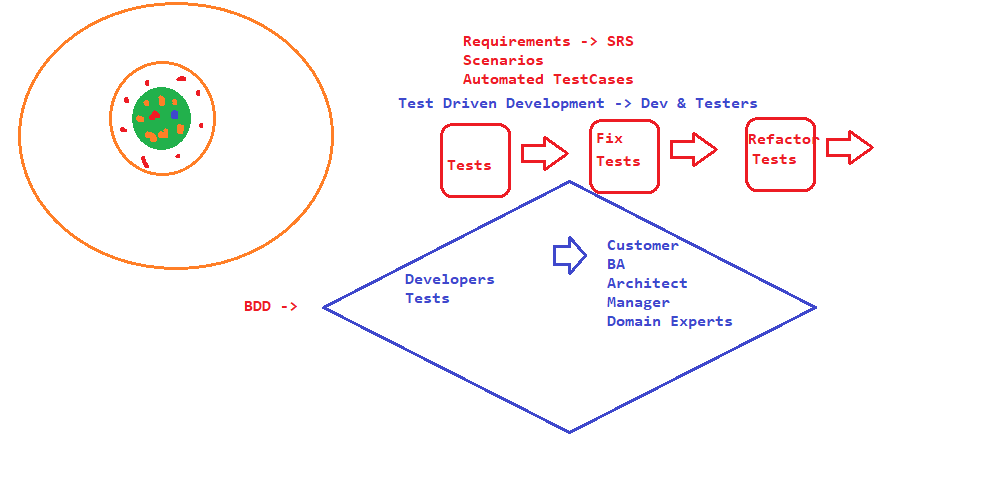 Requirements -> SRS
Scenarios
Automated TestCases
Test Driven Development -> Dev & Testers
Tests
Fix
Tests
Refactor
Tests
Developers
Tests
Customer
BA
Architect
Manager
Domain Experts
BDD ->